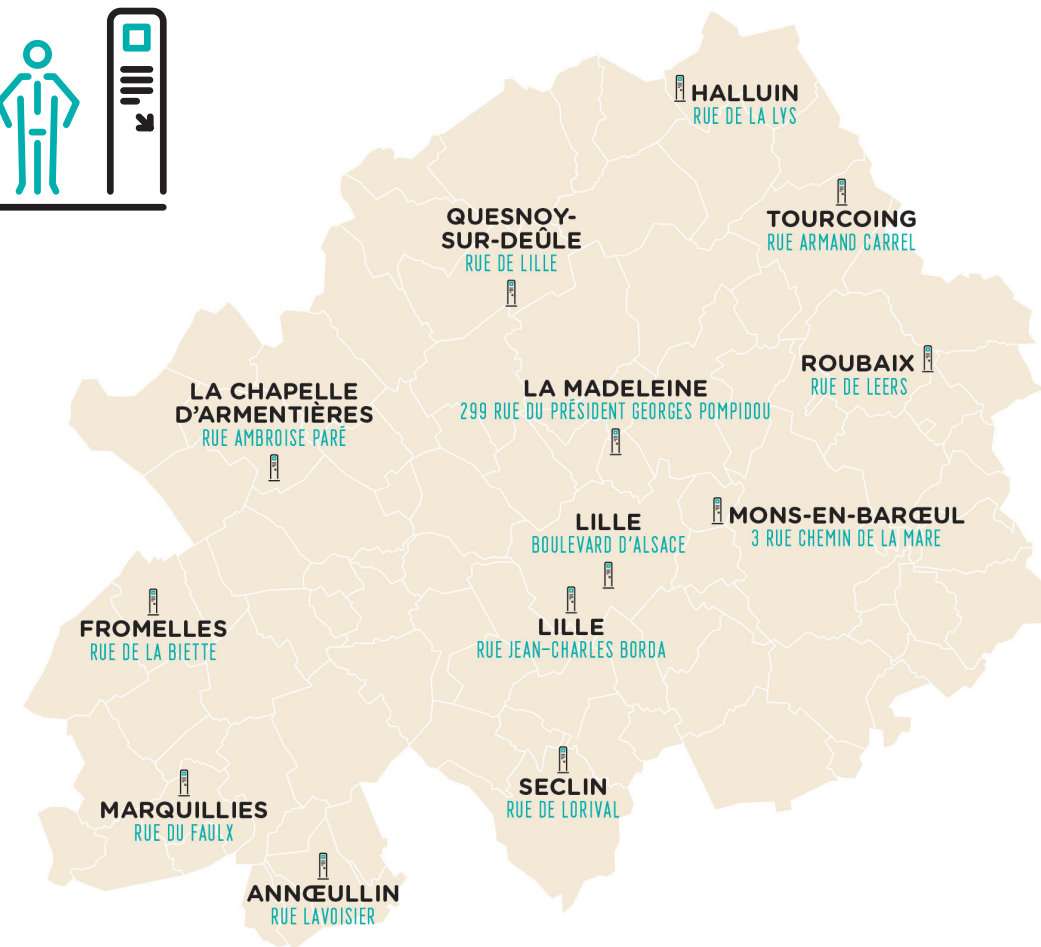 HALLUIN
RUE DE LA LYS
TOURCOING
RUE ARMAND CARREL
QUESNOY-
SUR-DEÛLE
RUE DE LILLE
ROUBAIX
RUE DE LEERS
LA CHAPELLE
D'ARMENTIÈRES
RUE AMBROISE PARÉ
LA MADELEINE
299 RUE DU PRÉSIDENT GEORGES POMPIDOU
MONS-EN-BARŒUL
3 RUE CHEMIN DE LA MARE
LILLE
BOULEVARD D'ALSACE
LILLE
RUE JEAN-CHARLES BORDA
FROMELLES
RUE DE LA BIETTE
SECLIN
RUE DE LORIVAL
MARQUILLIES
RUE DU FAULX
ANNŒULLIN
RUE LAVOISIER